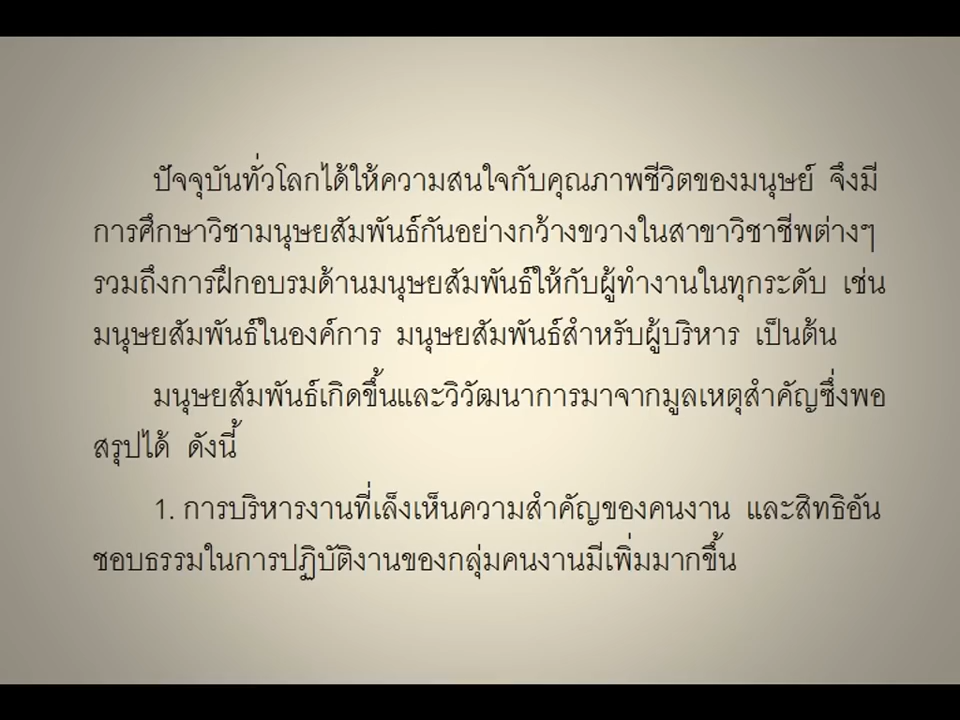 ปัจจุบันทั่วโลกได้ให้ความสนใจกับคุณภาพชีวิตของมนุษย์ จึงมี
การศึกษาวิชามนุษยสัมพันธ์กันอย่างกว้างขวางในสาขาวิชาชีพต่างๆ
รวมถึงการฝึกอบรมด้านมนุษยสัมพันธ์ให้กับผู้ทำงานในทุกระดับ เช่น
มนุษยสัมพันธ์ในองค์การ มนุษยสัมพันธ์สำหรับผู้บริหาร เป็นต้น
มนุษยสัมพันธ์เกิดขึ้นและวิวัฒนาการมาจากมูลเหตุสำคัญซึ่งพอ
สรุปได้ ดังนี้
1. การบริหารงานที่เล็งเห็นความสำคัญของคนงาน และสิทธิอัน
ชอบธรรมในการปฏิบัติงานของกลุ่มคนงานมีเพิ่มมากขึ้น